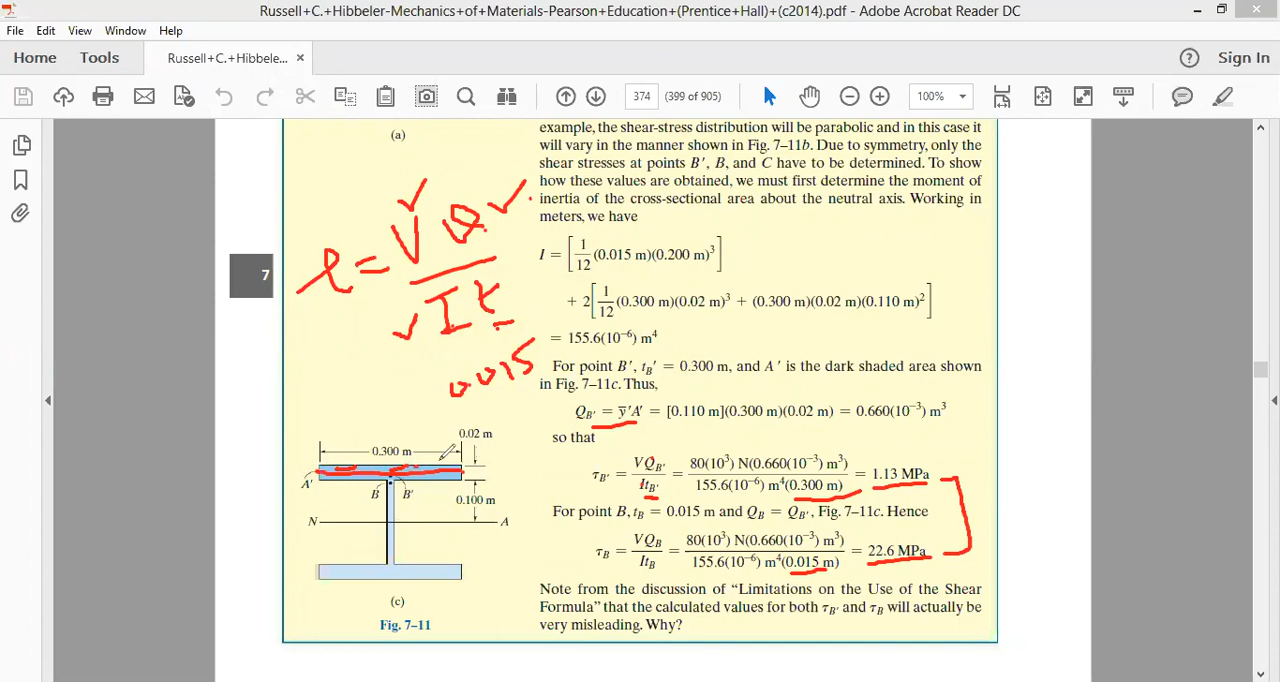 Russell+C.+Hibbeler-Mechanics+of+Materials-Pearson+Education+(Prentice+Hall)+(c2014).pdf - Adobe Acrobat Reader DC
File Edit View Window Help
Home Tools Russell+C.+Hibbele... × Sign In
374 (399 of 905) 100%
(a)
example, the shear-stress distribution will be parabolic and in this case it
will vary in the manner shown in Fig. 7–11b. Due to symmetry, only the
shear stresses at points B′, B, and C have to be determined. To show
how these values are obtained, we must first determine the moment of
inertia of the cross-sectional area about the neutral axis. Working in
meters, we have
τ = VQ / It
0.015
7
I = [1/12 (0.015 m)(0.200 m)³]
+ 2[1/12 (0.300 m)(0.02 m)³ + (0.300 m)(0.02 m)(0.110 m)²]
= 155.6(10⁻⁶) m⁴
For point B′, t_B′ = 0.300 m, and A′ is the dark shaded area shown
in Fig. 7–11c. Thus,
Q_B′ = y̅′A′ = [0.110 m](0.300 m)(0.02 m) = 0.660(10⁻³) m³
so that
τ_B′ = VQ_B′ / It_B′ = 80(10³) N(0.660(10⁻³) m³) / 155.6(10⁻⁶) m⁴(0.300 m) = 1.13 MPa
For point B, t_B = 0.015 m and Q_B = Q_B′, Fig. 7–11c. Hence
τ_B = VQ_B / It_B = 80(10³) N(0.660(10⁻³) m³) / 155.6(10⁻⁶) m⁴(0.015 m) = 22.6 MPa
Note from the discussion of “Limitations on the Use of the Shear
Formula” that the calculated values for both τ_B′ and τ_B will actually be
very misleading. Why?
0.02 m
0.300 m
A′
B B′
0.100 m
N A
(c)
Fig. 7–11